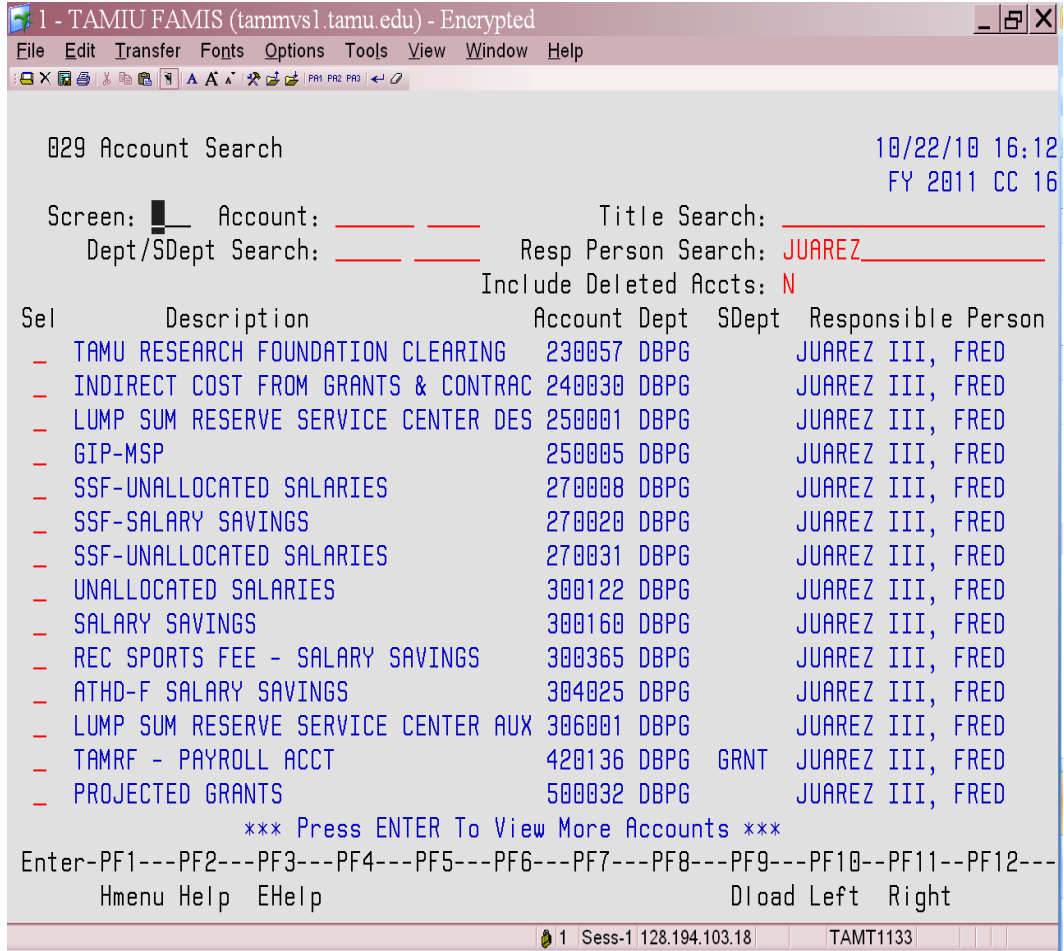 1 - TAMIU FAMIS (tammvs1.tamu.edu) - Encrypted
File Edit Transfer Fonts Options Tools View Window Help
PA1 PA2 PA3
029 Account Search 10/22/10 16:12
FY 2011 CC 16
Screen: ___ Account: ______ ____ Title Search: ____________________
Dept/SDept Search: _____ _____ Resp Person Search: JUAREZ______________
Include Deleted Accts: N
Sel Description Account Dept SDept Responsible Person
_ TAMU RESEARCH FOUNDATION CLEARING 230057 DBPG JUAREZ III, FRED
_ INDIRECT COST FROM GRANTS & CONTRAC 240030 DBPG JUAREZ III, FRED
_ LUMP SUM RESERVE SERVICE CENTER DES 250001 DBPG JUAREZ III, FRED
_ GIP-MSP 250005 DBPG JUAREZ III, FRED
_ SSF-UNALLOCATED SALARIES 270008 DBPG JUAREZ III, FRED
_ SSF-SALARY SAVINGS 270020 DBPG JUAREZ III, FRED
_ SSF-UNALLOCATED SALARIES 270031 DBPG JUAREZ III, FRED
_ UNALLOCATED SALARIES 300122 DBPG JUAREZ III, FRED
_ SALARY SAVINGS 300160 DBPG JUAREZ III, FRED
_ REC SPORTS FEE - SALARY SAVINGS 300365 DBPG JUAREZ III, FRED
_ ATHD-F SALARY SAVINGS 304025 DBPG JUAREZ III, FRED
_ LUMP SUM RESERVE SERVICE CENTER AUX 306001 DBPG JUAREZ III, FRED
_ TAMRF - PAYROLL ACCT 420136 DBPG GRNT JUAREZ III, FRED
_ PROJECTED GRANTS 500032 DBPG JUAREZ III, FRED
*** Press ENTER To View More Accounts ***
Enter-PF1---PF2---PF3---PF4---PF5---PF6---PF7---PF8---PF9---PF10--PF11--PF12---
Hmenu Help EHelp Dload Left Right
1 Sess-1 128.194.103.18 TAMT1133